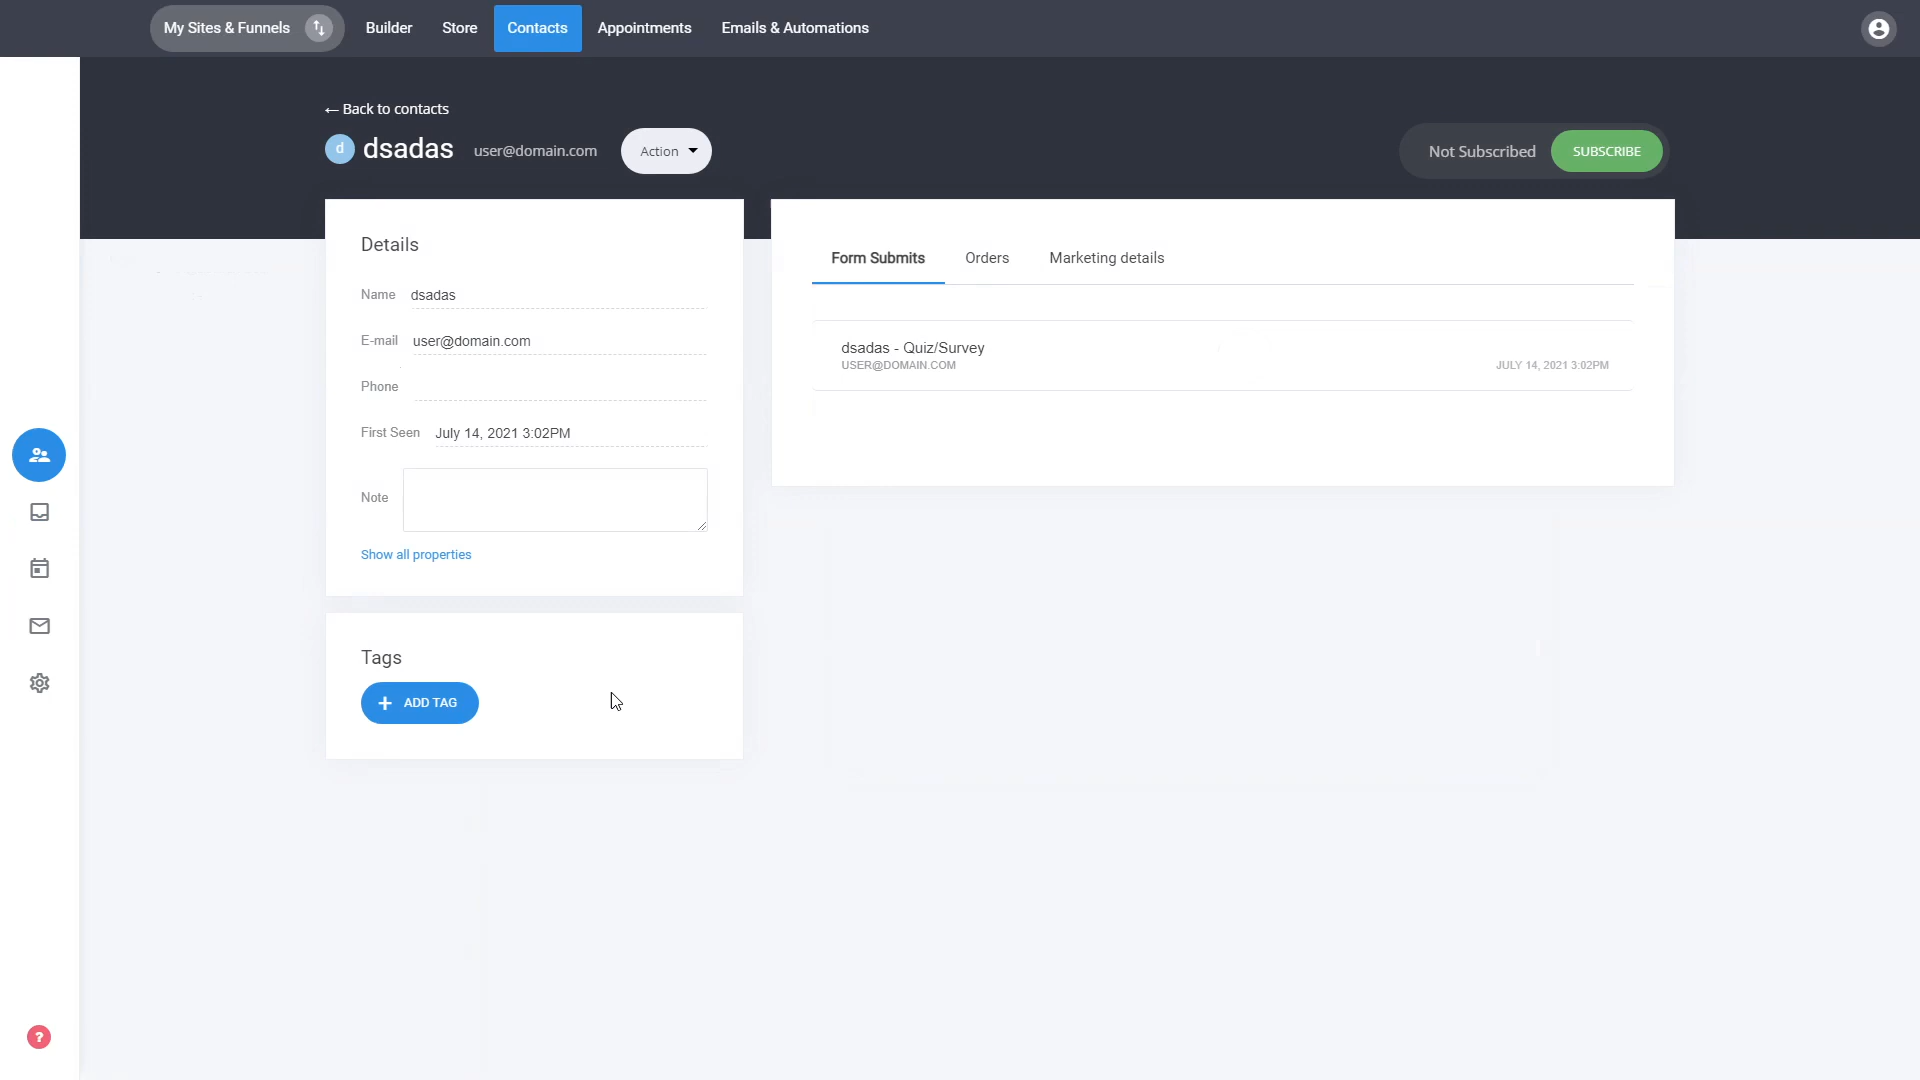 My Sites & Funnels
Builder
Store
Contacts
Appointments
Emails & Automations
← Back to contacts
d
dsadas
user@domain.com
Action
Not Subscribed
SUBSCRIBE
Details
Name dsadas
E-mail user@domain.com
Phone
First Seen July 14, 2021 3:02PM
Note
Show all properties
Tags
+ ADD TAG
Form Submits
Orders
Marketing details
dsadas - Quiz/Survey
USER@DOMAIN.COM
JULY 14, 2021 3:02PM
?